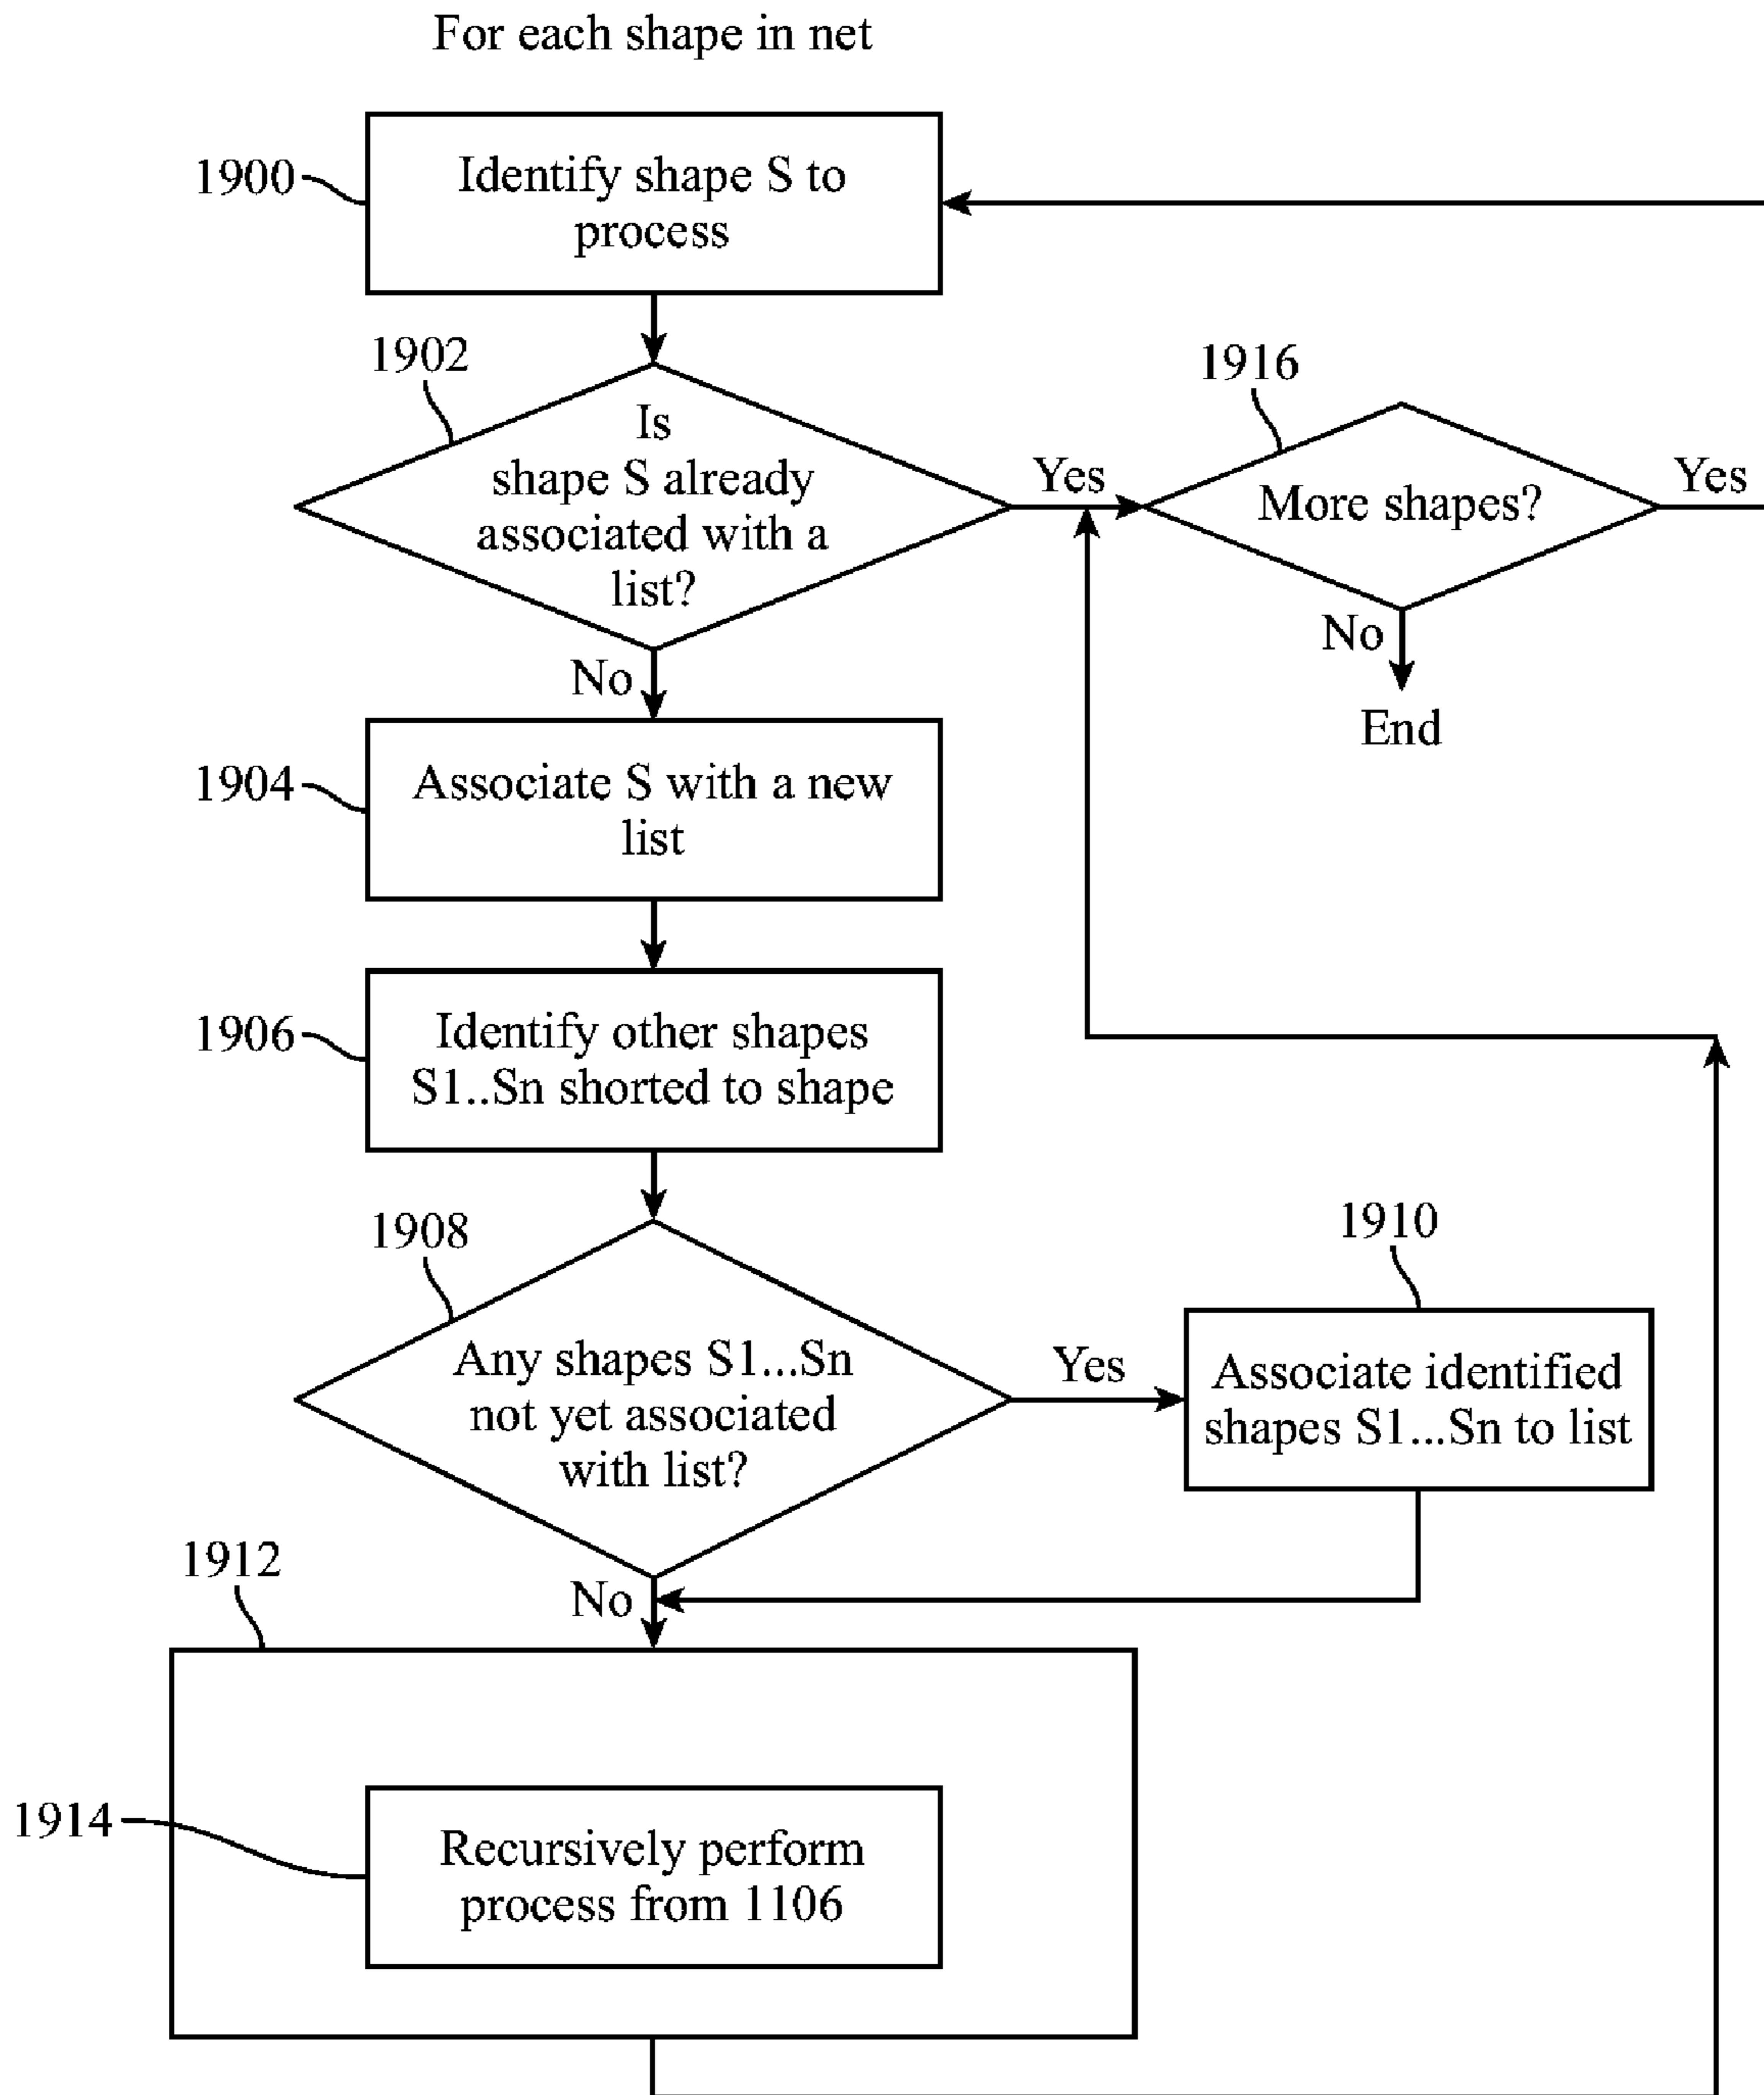 For each shape in net
1900
Identify shape S to
process
1902
Is
shape S already
associated with a
list?
Yes
1916
More shapes?
Yes
No
End
No
1904
Associate S with a new
list
1906
Identify other shapes
S1..Sn shorted to shape
1908
Any shapes S1...Sn
not yet associated
with list?
Yes
1910
Associate identified
shapes S1...Sn to list
No
1912
1914
Recursively perform
process from 1106